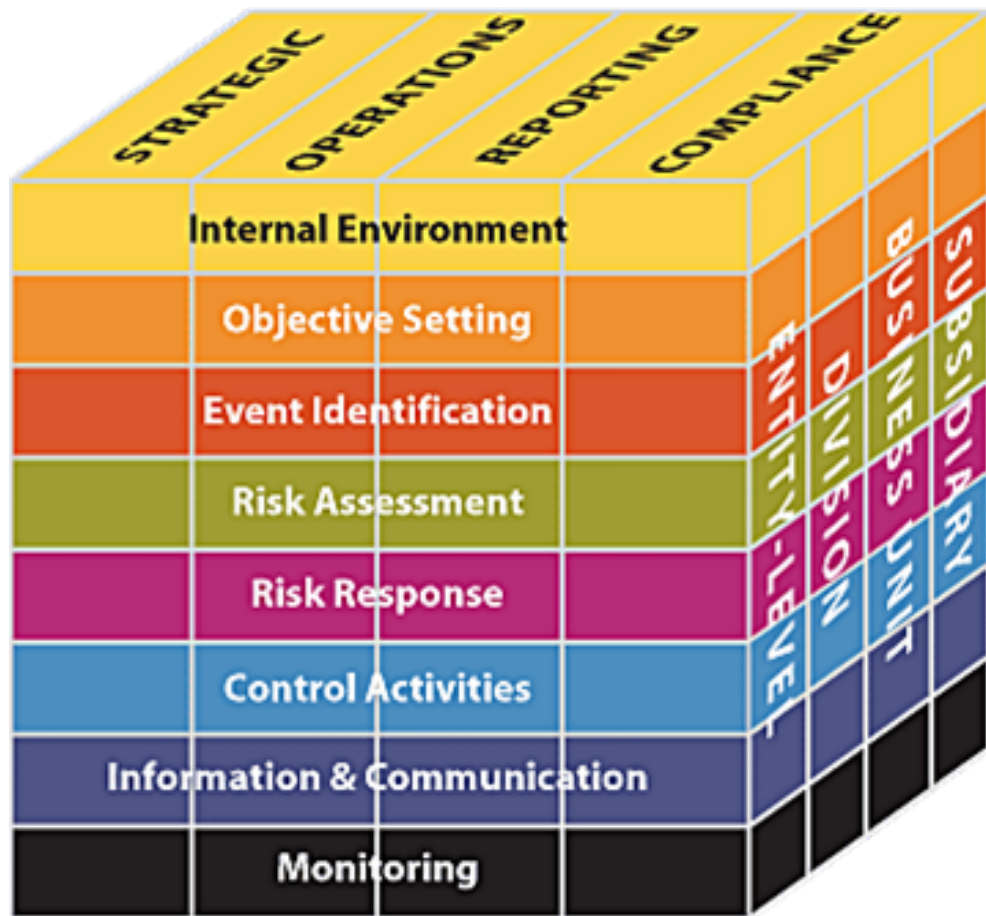 STRATEGIC
OPERATIONS
REPORTING
COMPLIANCE
Internal Environment
Objective Setting
Event Identification
Risk Assessment
Risk Response
Control Activities
Information & Communication
Monitoring
ENTITY-LEVEL
DIVISION
BUSINESS UNIT
SUBSIDIARY